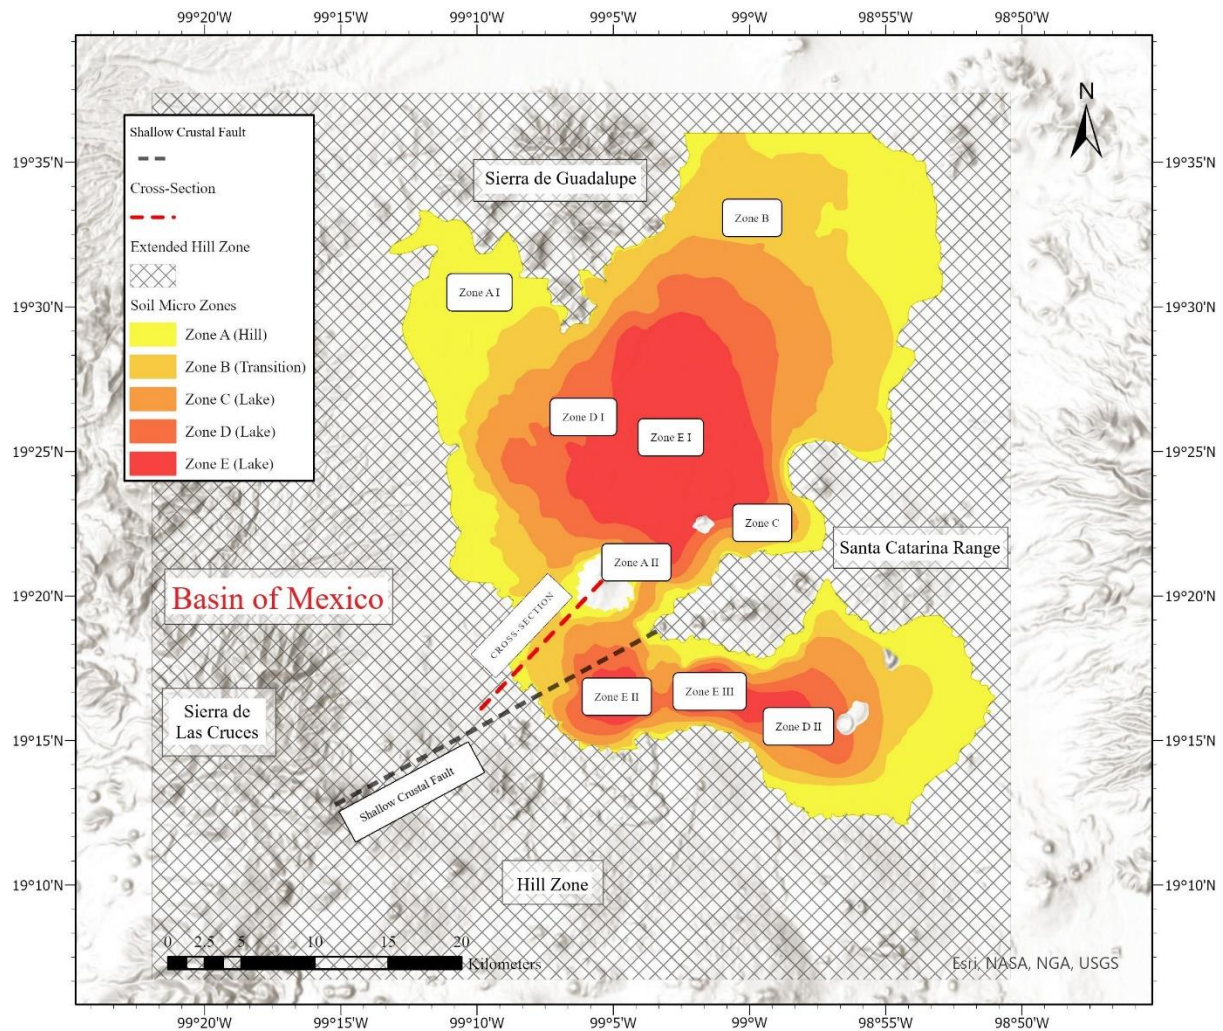 99°20'W 99°15'W 99°10'W 99°5'W 99°W 98°55'W 98°50'W
N
Shallow Crustal Fault
Cross-Section
Extended Hill Zone
Soil Micro Zones
Zone A (Hill)
Zone B (Transition)
Zone C (Lake)
Zone D (Lake)
Zone E (Lake)
19°35'N 19°35'N
Sierra de Guadalupe
Zone B
Zone A I
19°30'N 19°30'N
Zone D I
Zone E I
19°25'N 19°25'N
Zone C
Santa Catarina Range
Zone A II
Basin of Mexico
19°20'N 19°20'N
CROSS-SECTION
Zone E II
Zone E III
Zone D II
Sierra de
Las Cruces
19°15'N 19°15'N
Shallow Crustal Fault
Hill Zone
19°10'N 19°10'N
0 2.5 5 10 15 20
Kilometers
Esri, NASA, NGA, USGS
99°20'W 99°15'W 99°10'W 99°5'W 99°W 98°55'W 98°50'W